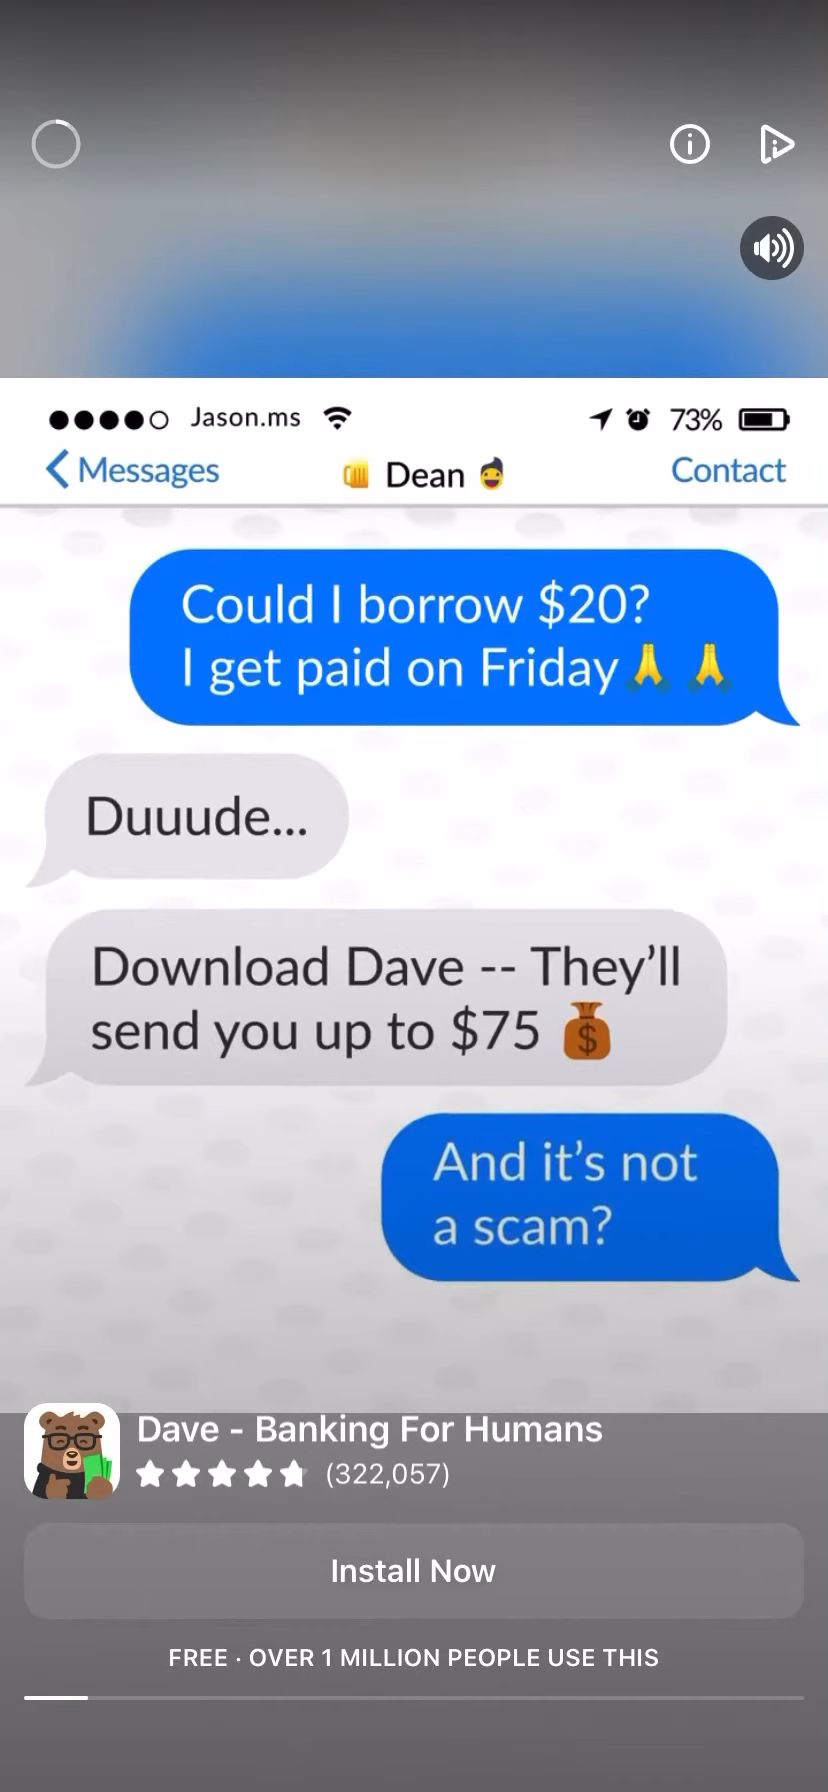 Jason.ms 73%
Messages 🍺 Dean Contact
Could I borrow $20?
I get paid on Friday🙏 🙏
Duuude...
Download Dave -- They’ll
send you up to $75 💰
And it’s not
a scam?
Dave - Banking For Humans
(322,057)
Install Now
FREE · OVER 1 MILLION PEOPLE USE THIS